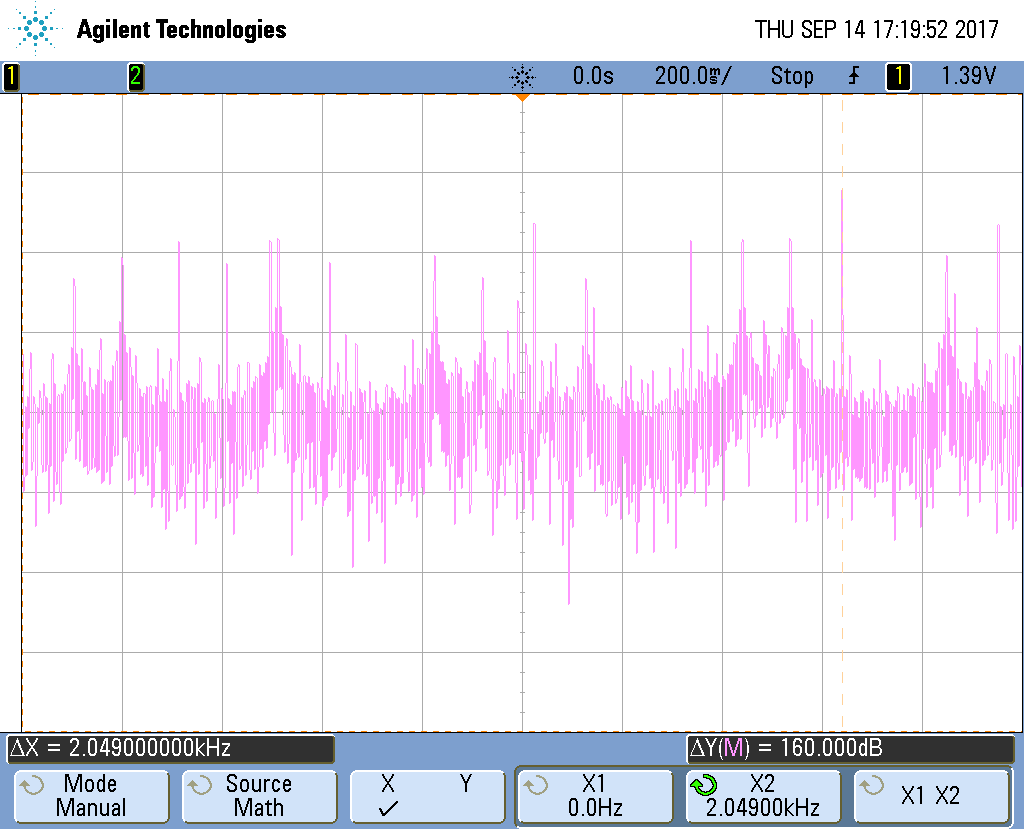 Agilent Technologies THU SEP 14 17:19:52 2017
1 2 0.0s 200.0㎳/ Stop 1 1.39V
ΔX = 2.049000000kHz ΔY(M) = 160.000dB
Mode Source X Y X1 X2 X1 X2
Manual Math 0.0Hz 2.04900kHz